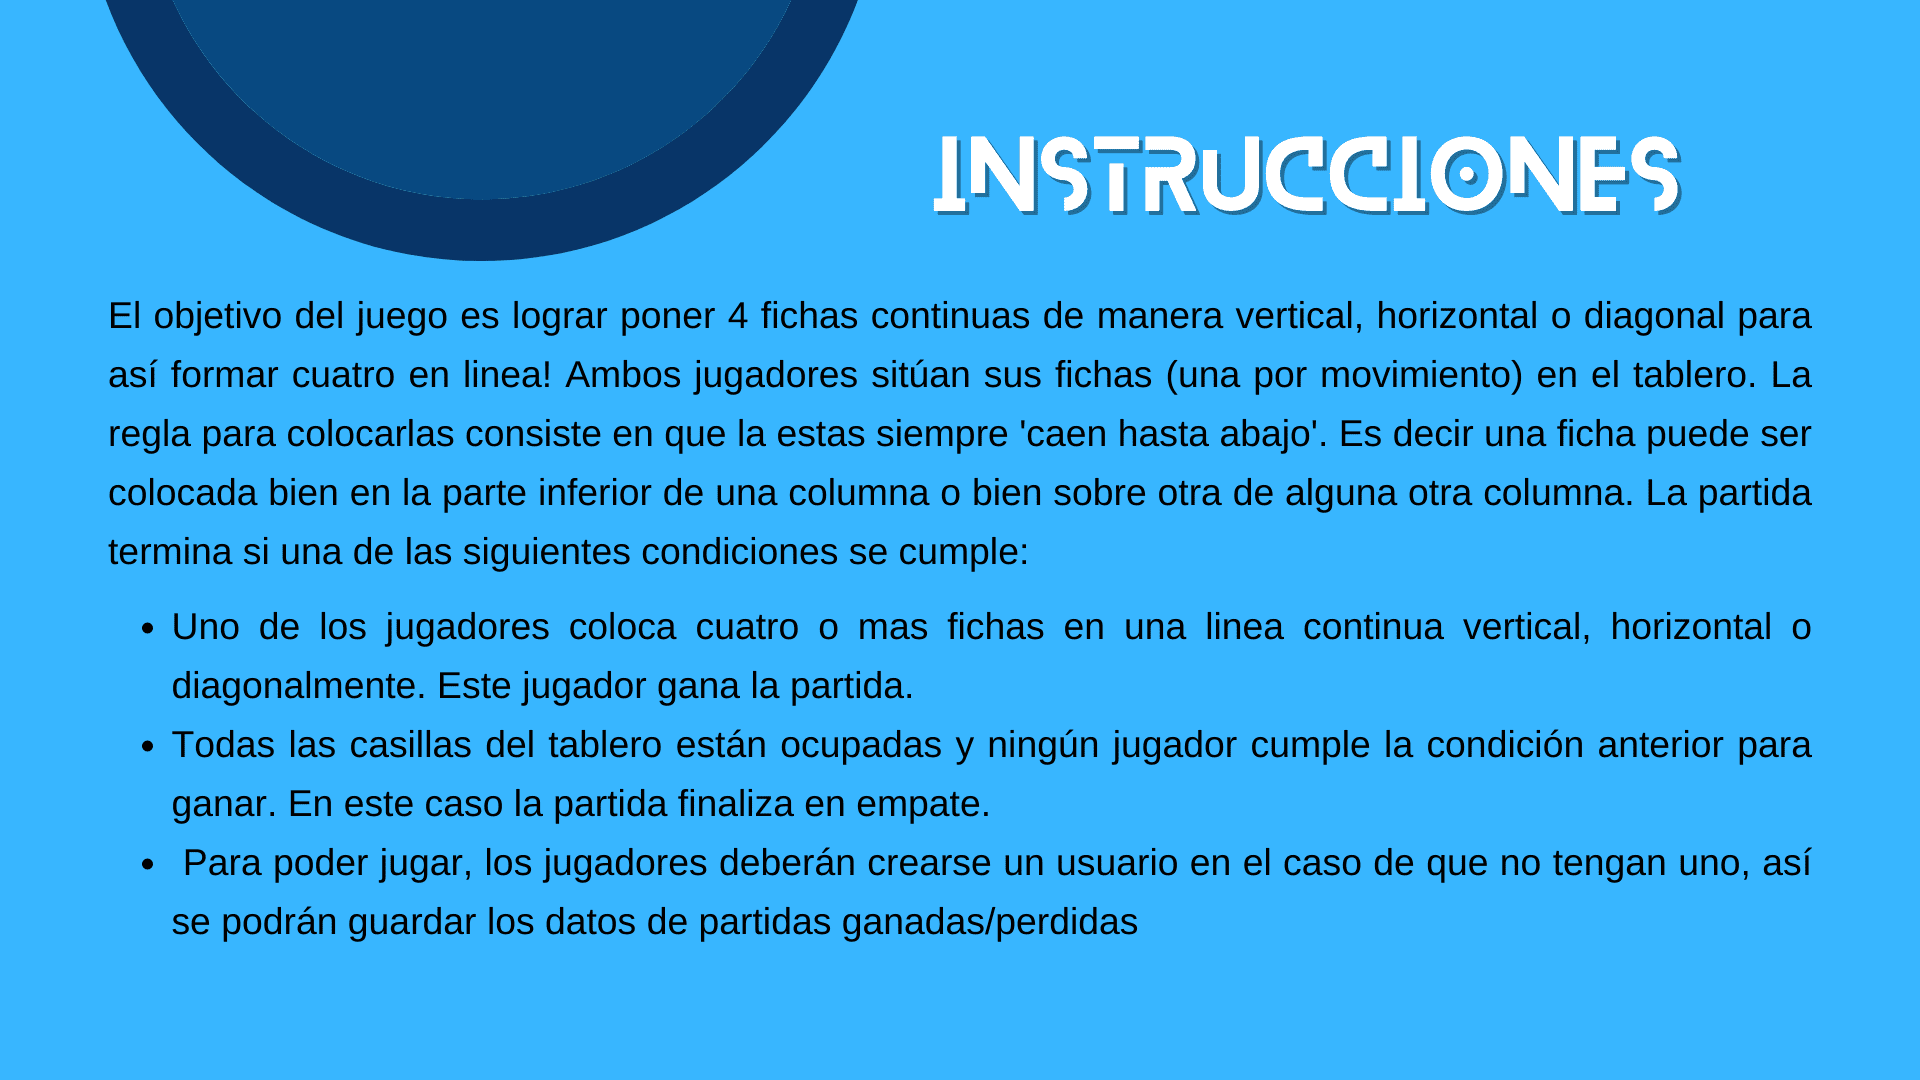 INSTRUCCIONES
El objetivo del juego es lograr poner 4 fichas continuas de manera vertical, horizontal o diagonal para
así formar cuatro en linea! Ambos jugadores sitúan sus fichas (una por movimiento) en el tablero. La
regla para colocarlas consiste en que la estas siempre 'caen hasta abajo'. Es decir una ficha puede ser
colocada bien en la parte inferior de una columna o bien sobre otra de alguna otra columna. La partida
termina si una de las siguientes condiciones se cumple:
• Uno de los jugadores coloca cuatro o mas fichas en una linea continua vertical, horizontal o
diagonalmente. Este jugador gana la partida.
• Todas las casillas del tablero están ocupadas y ningún jugador cumple la condición anterior para
ganar. En este caso la partida finaliza en empate.
• Para poder jugar, los jugadores deberán crearse un usuario en el caso de que no tengan uno, así
se podrán guardar los datos de partidas ganadas/perdidas